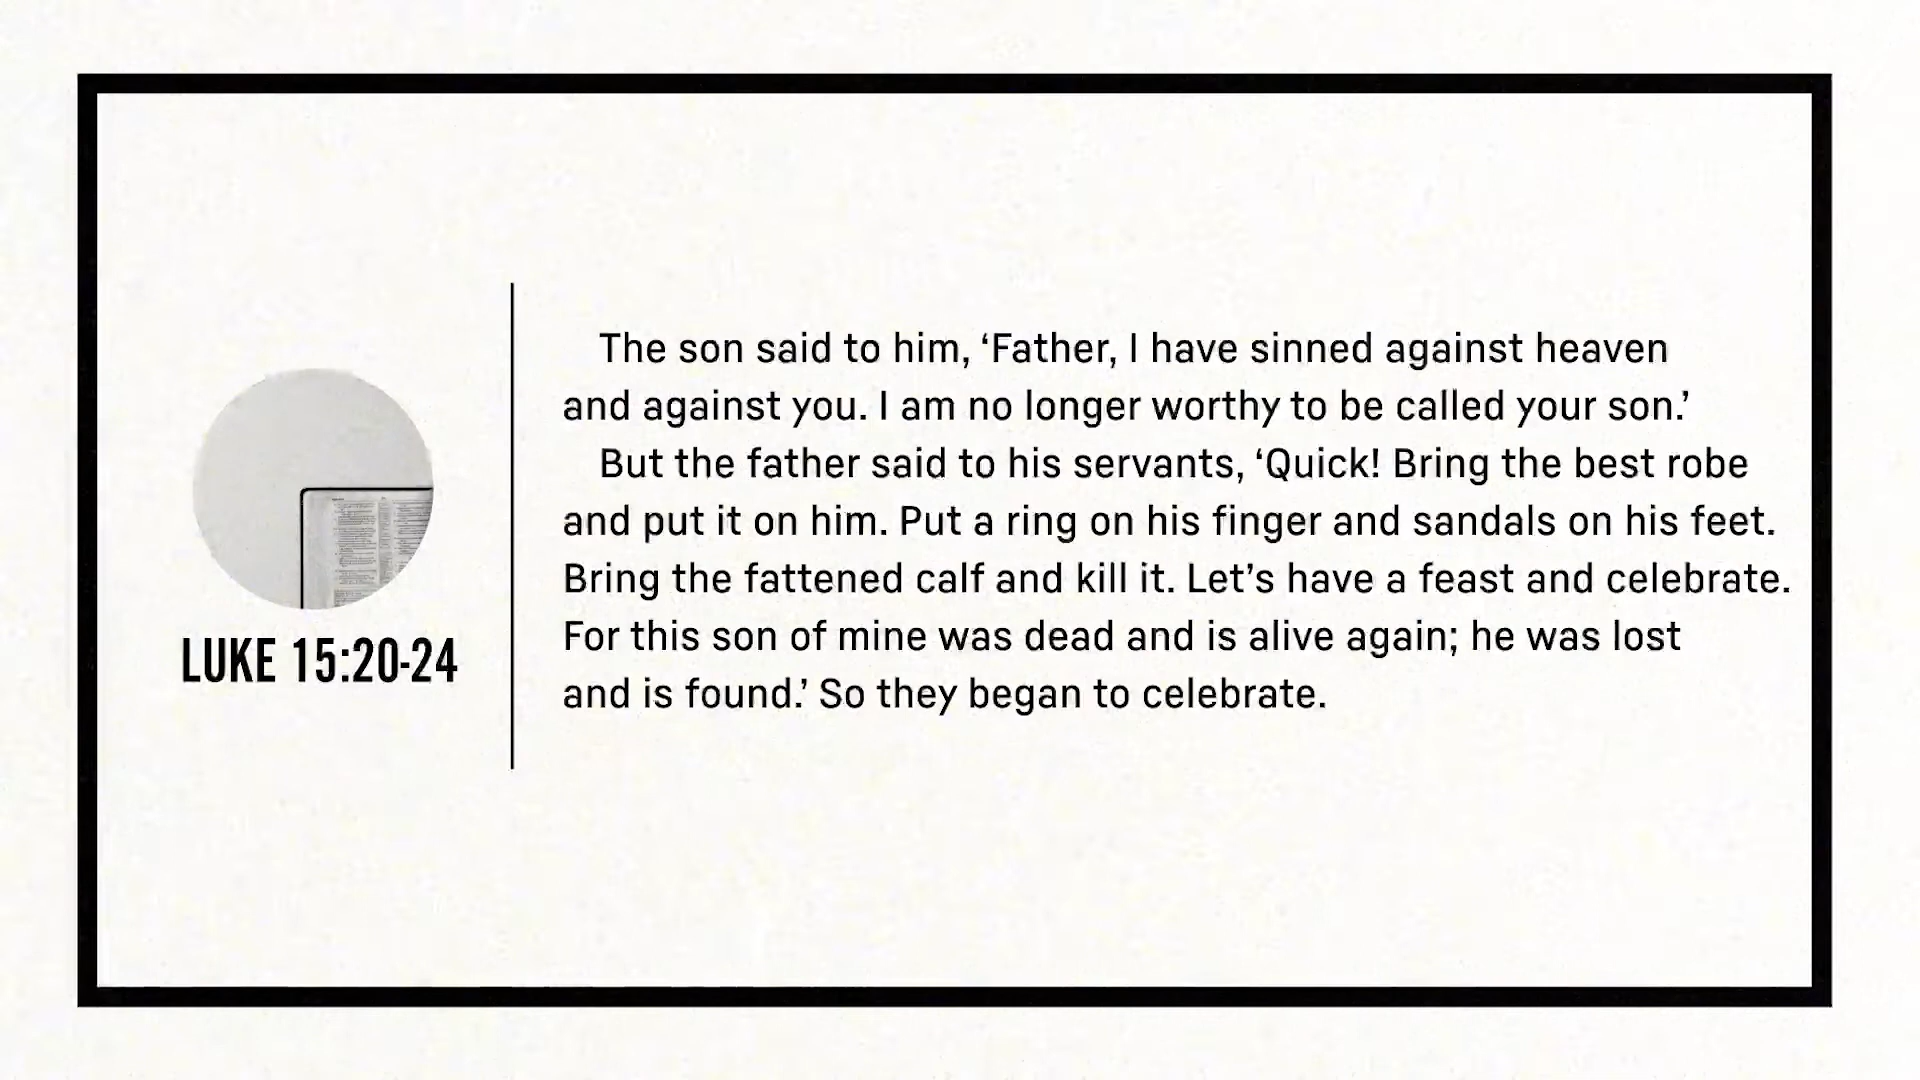 LUKE 15:20-24
The son said to him, ‘Father, I have sinned against heaven
and against you. I am no longer worthy to be called your son.’
But the father said to his servants, ‘Quick! Bring the best robe
and put it on him. Put a ring on his finger and sandals on his feet.
Bring the fattened calf and kill it. Let’s have a feast and celebrate.
For this son of mine was dead and is alive again; he was lost
and is found.’ So they began to celebrate.